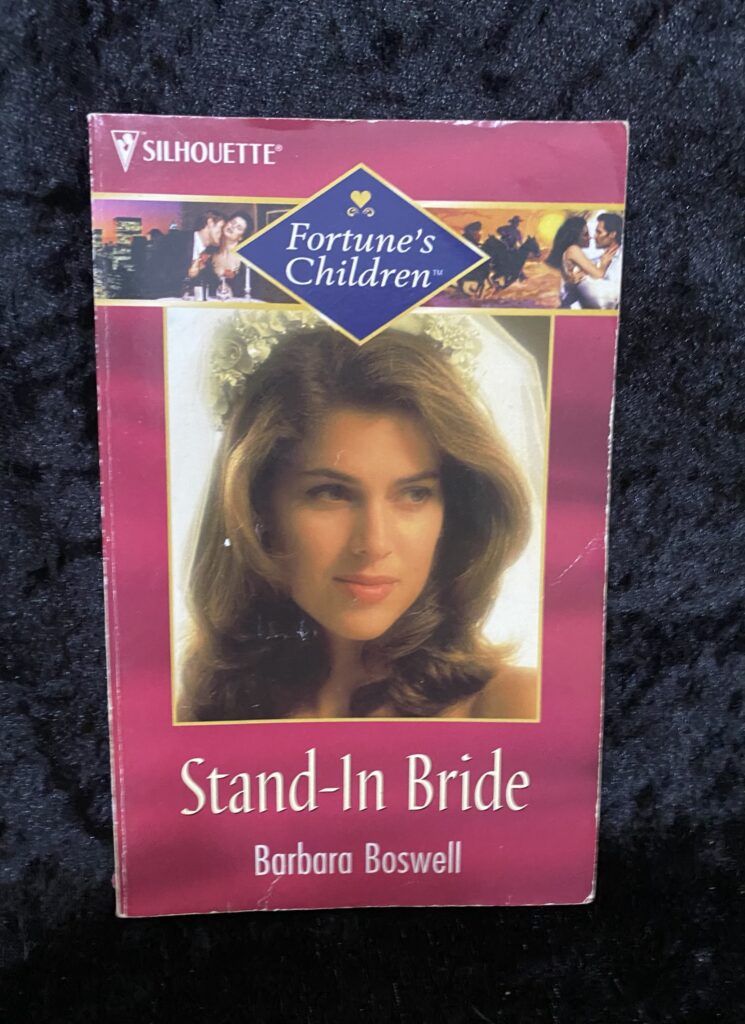 SILHOUETTE®
Fortune's
Children™
Stand-In Bride
Barbara Boswell